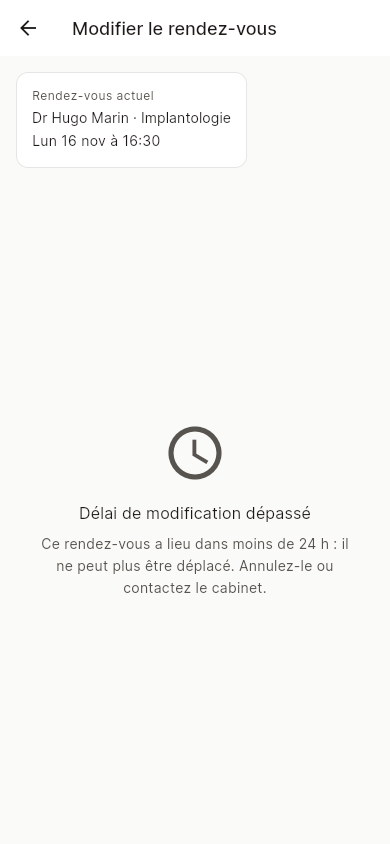 Modifier le rendez-vous
Rendez-vous actuel
Dr Hugo Marin · Implantologie
Lun 16 nov à 16:30
Délai de modification dépassé
Ce rendez-vous a lieu dans moins de 24 h : il
ne peut plus être déplacé. Annulez-le ou
contactez le cabinet.